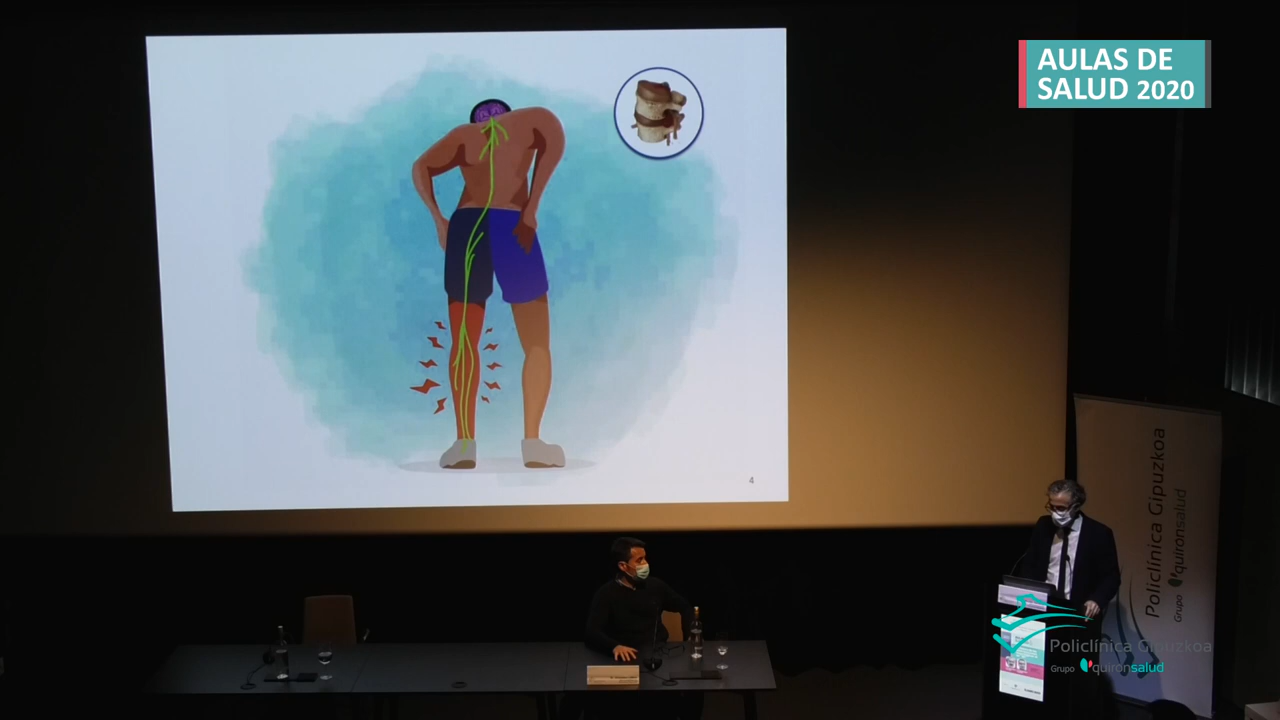 AULAS DE
SALUD 2020
4
Policlínica Gipuzkoa
Grupo quironsalud
Policlínica Gipuzkoa
Grupo quironsalud